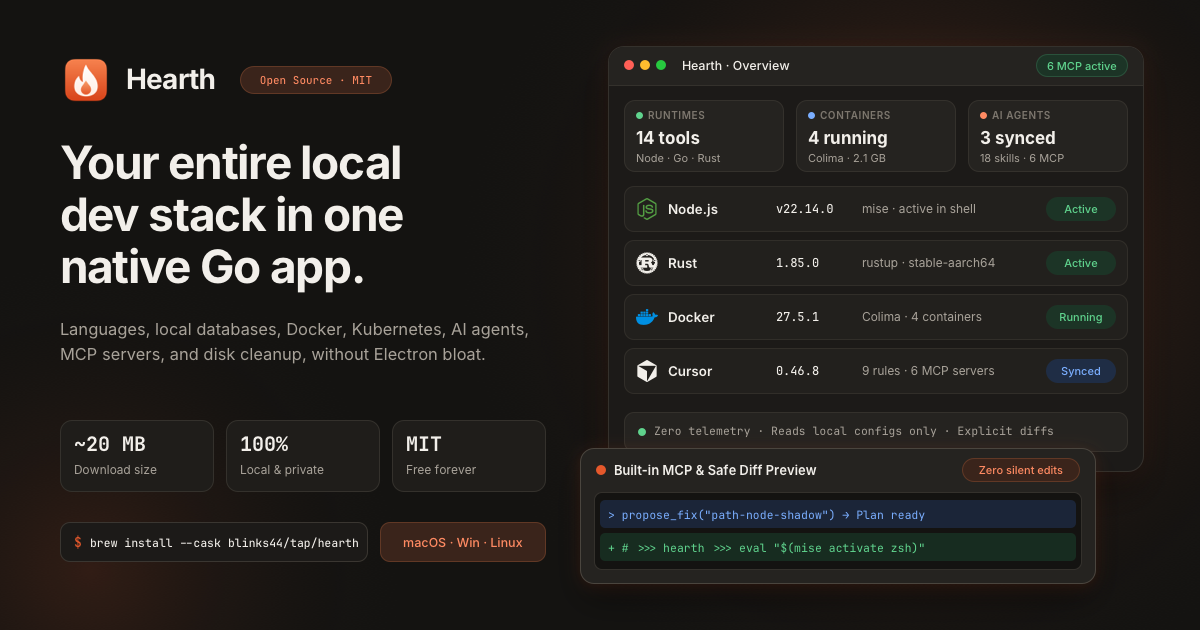 Hearth
Open Source · MIT
Your entire local
dev stack in one
native Go app.
Languages, local databases, Docker, Kubernetes, AI agents,
MCP servers, and disk cleanup, without Electron bloat.
~20 MB
Download size
100%
Local & private
MIT
Free forever
$ brew install --cask blinks44/tap/hearth
macOS · Win · Linux
Hearth · Overview
6 MCP active
RUNTIMES
14 tools
Node · Go · Rust
CONTAINERS
4 running
Colima · 2.1 GB
AI AGENTS
3 synced
18 skills · 6 MCP
Node.js v22.14.0 mise · active in shell Active
Rust 1.85.0 rustup · stable-aarch64 Active
Docker 27.5.1 Colima · 4 containers Running
Cursor 0.46.8 9 rules · 6 MCP servers Synced
Zero telemetry · Reads local configs only · Explicit diffs
Built-in MCP & Safe Diff Preview
Zero silent edits
> propose_fix("path-node-shadow") → Plan ready
+ # >>> hearth >>> eval "$(mise activate zsh)"